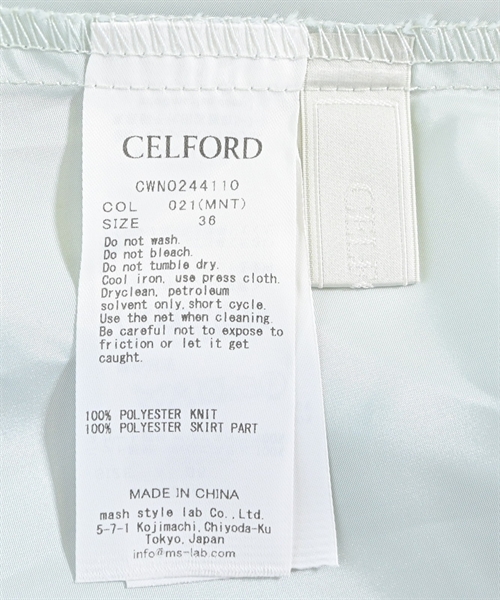 CELFORD
CWNO244110
COL 021(MNT)
SIZE 36
Do not wash.
Do not bleach.
Do not tumble dry.
Cool iron, use press cloth.
Dryclean, petroleum
solvent only, short cycle.
Use the net when cleaning.
Be careful not to expose to
friction or let it get
caught.
100% POLYESTER KNIT
100% POLYESTER SKIRT PART
MADE IN CHINA
mash style lab Co.,Ltd.
5-7-1 Kojimachi,Chiyoda-Ku
Tokyo, Japan
info@ms-lab.com